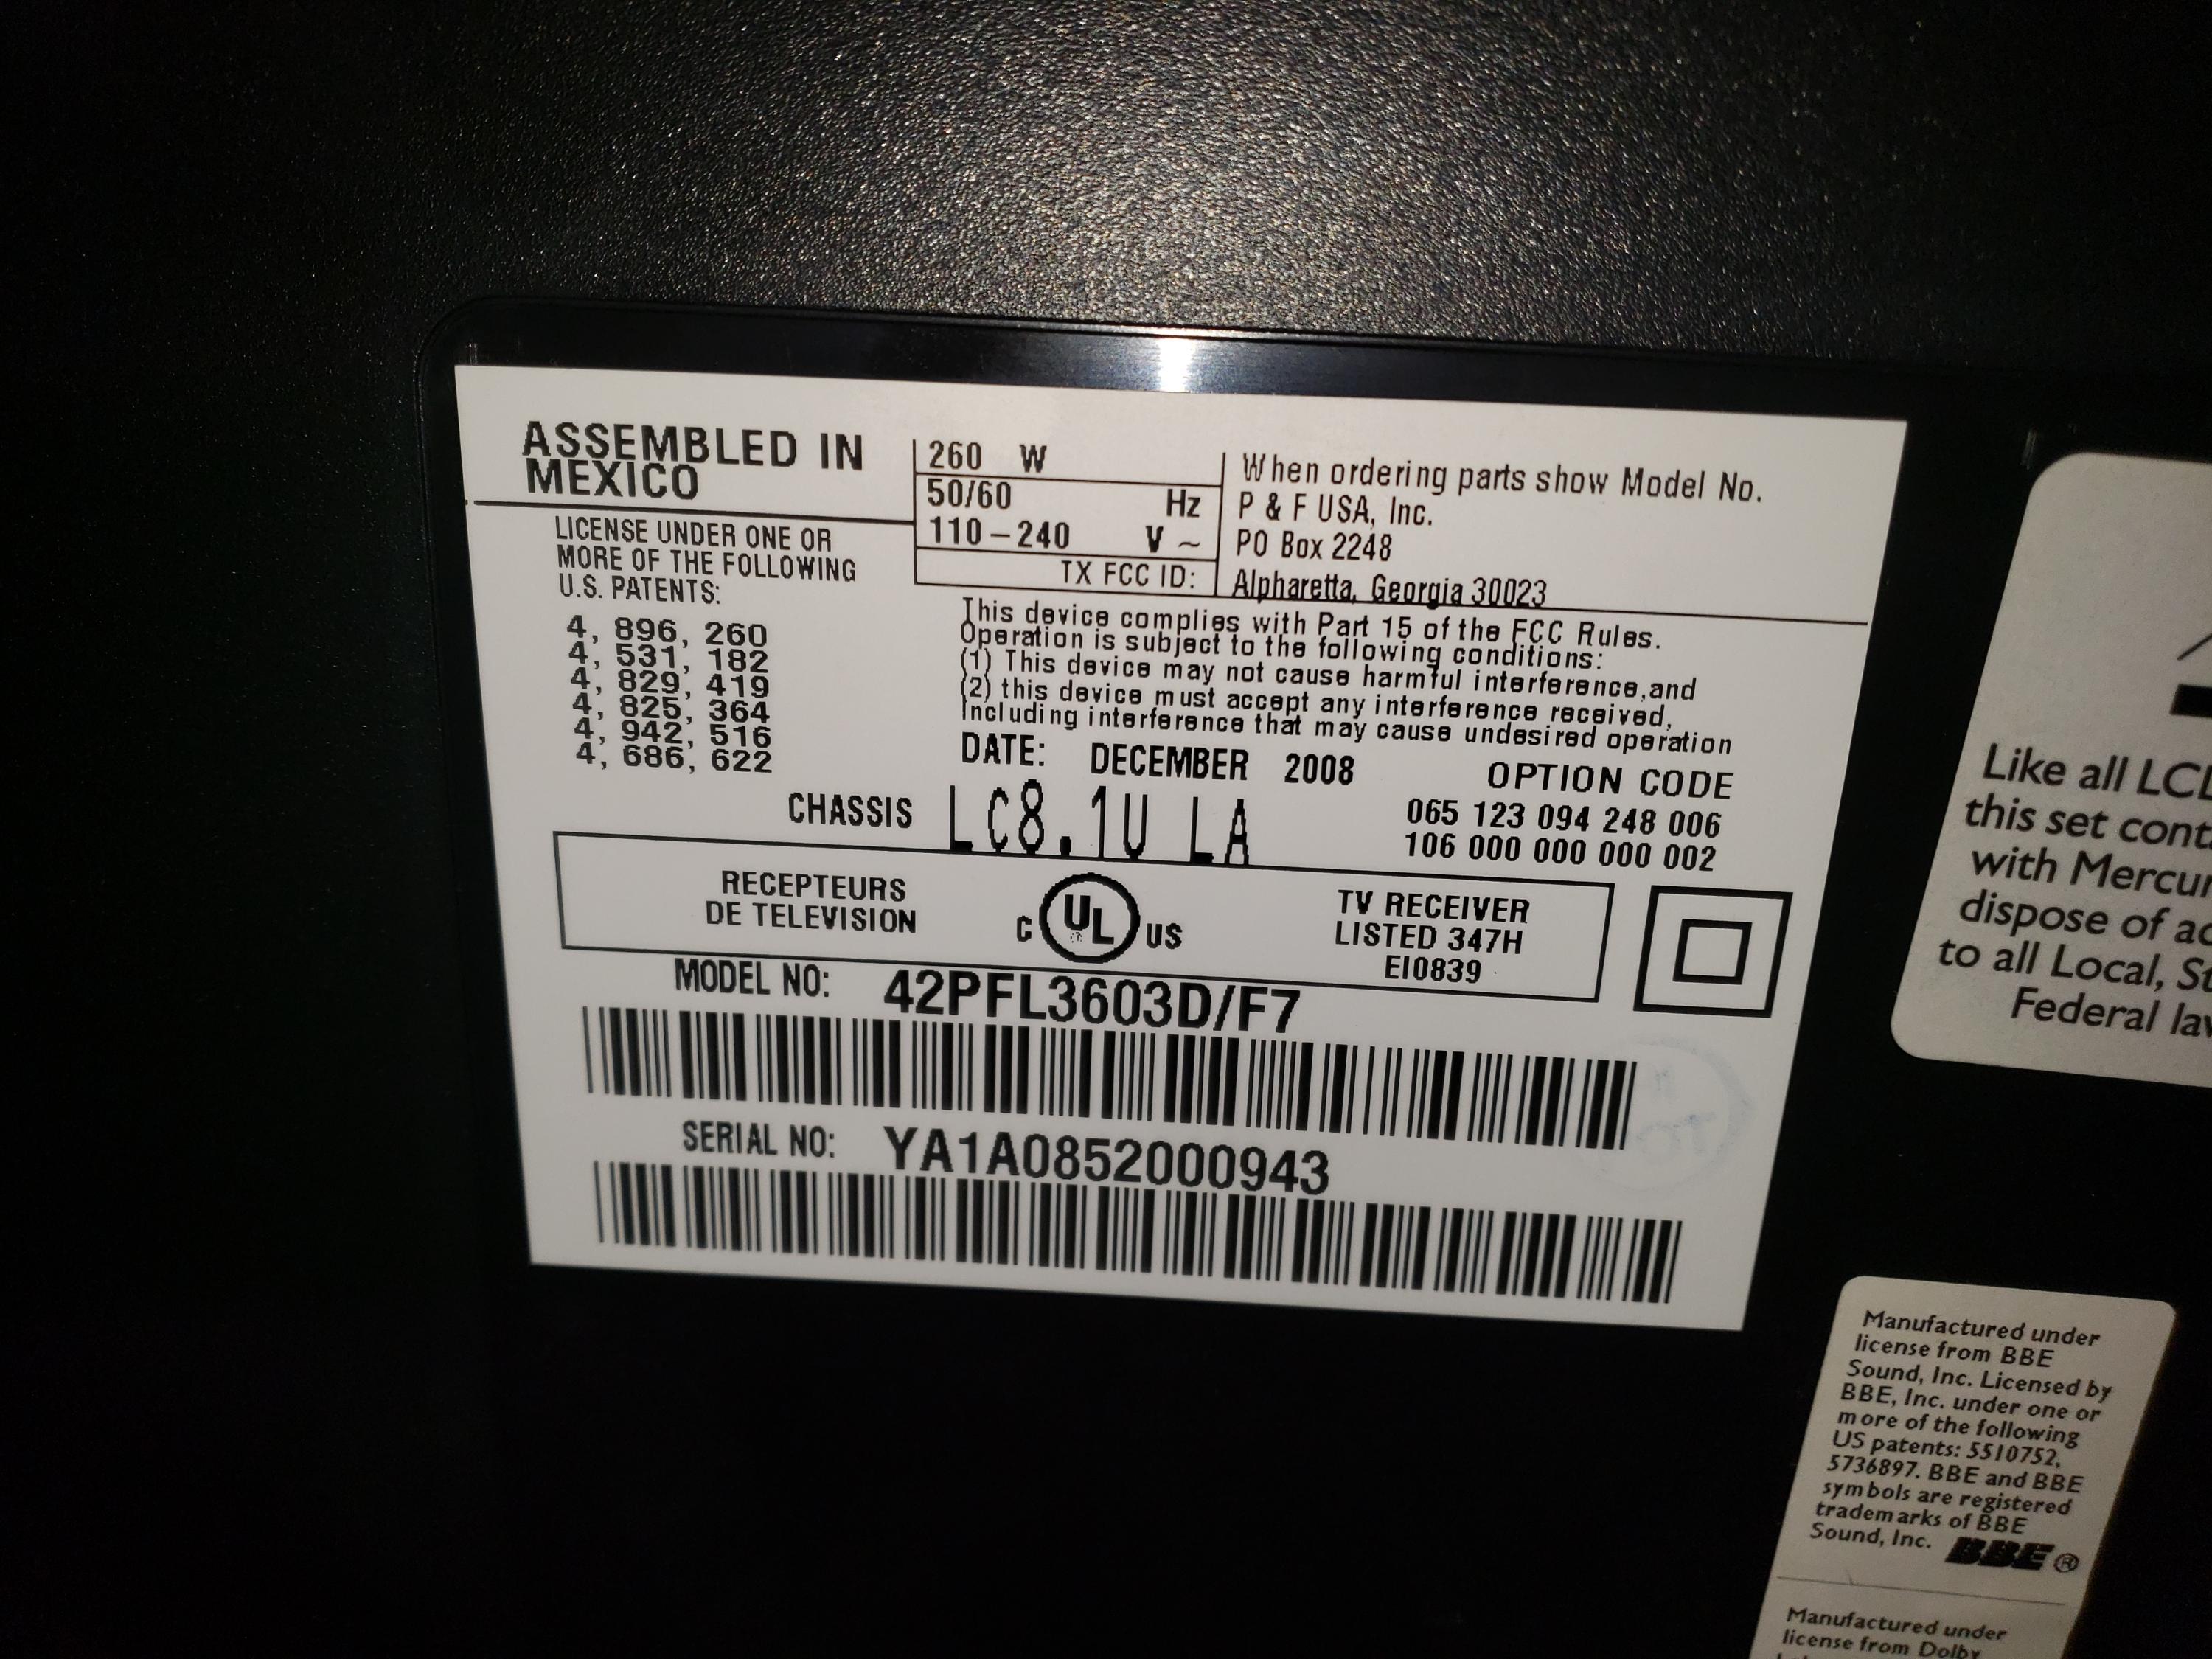 ASSEMBLED IN
MEXICO
260 W
50/60 Hz
110-240 V ~
TX FCC ID:
When ordering parts show Model No.
P & F USA, Inc.
PO Box 2248
Alpharetta, Georgia 30023
LICENSE UNDER ONE OR
MORE OF THE FOLLOWING
U.S. PATENTS:
4, 896, 260
4, 531, 182
4, 829, 419
4, 825, 364
4, 942, 516
4, 686, 622
This device complies with Part 15 of the FCC Rules.
Operation is subject to the following conditions:
(1) This device may not cause harmful interference,and
(2) this device must accept any interference received,
Including interference that may cause undesired operation
DATE: DECEMBER 2008
OPTION CODE
065 123 094 248 006
106 000 000 000 002
CHASSIS LC8.1U LA
RECEPTEURS
DE TELEVISION
C UL US
TV RECEIVER
LISTED 347H
EI0839
MODEL NO: 42PFL3603D/F7
SERIAL NO: YA1A0852000943
Like all LC
this set cont
with Mercur
dispose of ac
to all Local, St
Federal law
Manufactured under
license from BBE
Sound, Inc. Licensed by
BBE, Inc. under one or
more of the following
US patents: 5510752,
5736897. BBE and BBE
symbols are registered
trademarks of BBE
Sound, Inc. BBE ®
Manufactured under
license from Dolby